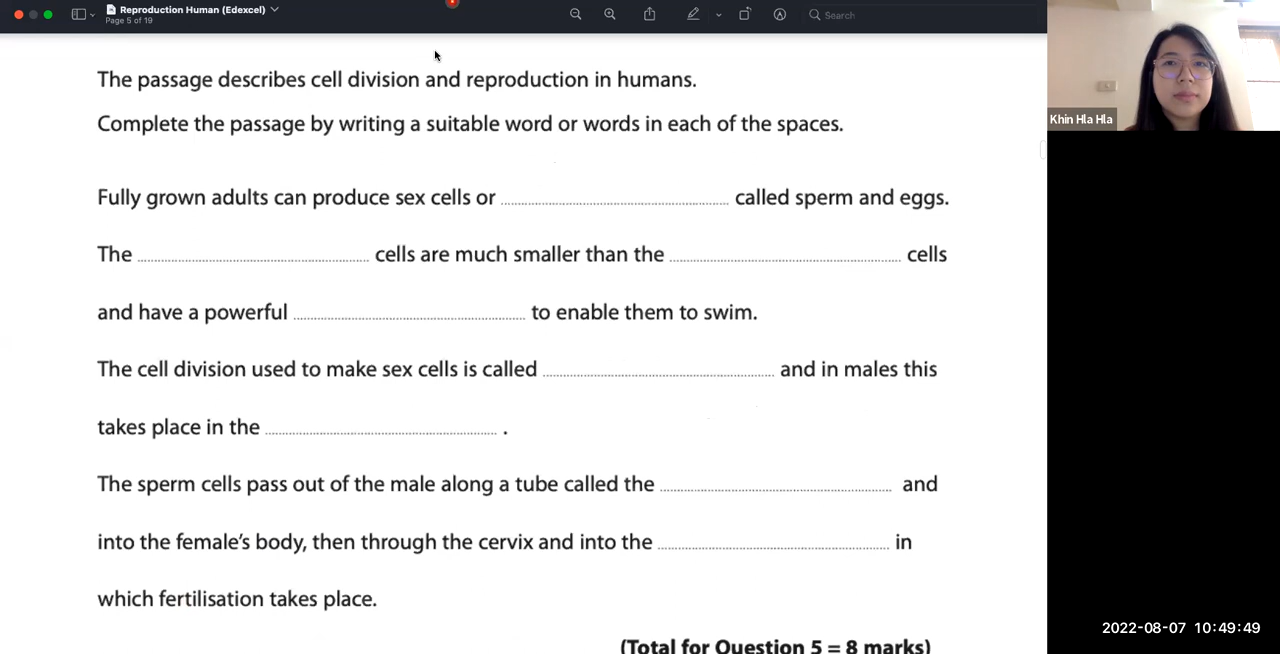 Reproduction Human (Edexcel)
Page 5 of 19
Search
The passage describes cell division and reproduction in humans.
Complete the passage by writing a suitable word or words in each of the spaces.
Fully grown adults can produce sex cells or ........................ called sperm and eggs.
The ........................ cells are much smaller than the ........................ cells
and have a powerful ........................ to enable them to swim.
The cell division used to make sex cells is called ........................ and in males this
takes place in the ........................ .
The sperm cells pass out of the male along a tube called the ........................ and
into the female's body, then through the cervix and into the ........................ in
which fertilisation takes place.
(Total for Question 5 = 8 marks)
Khin Hla Hla
2022-08-07 10:49:49